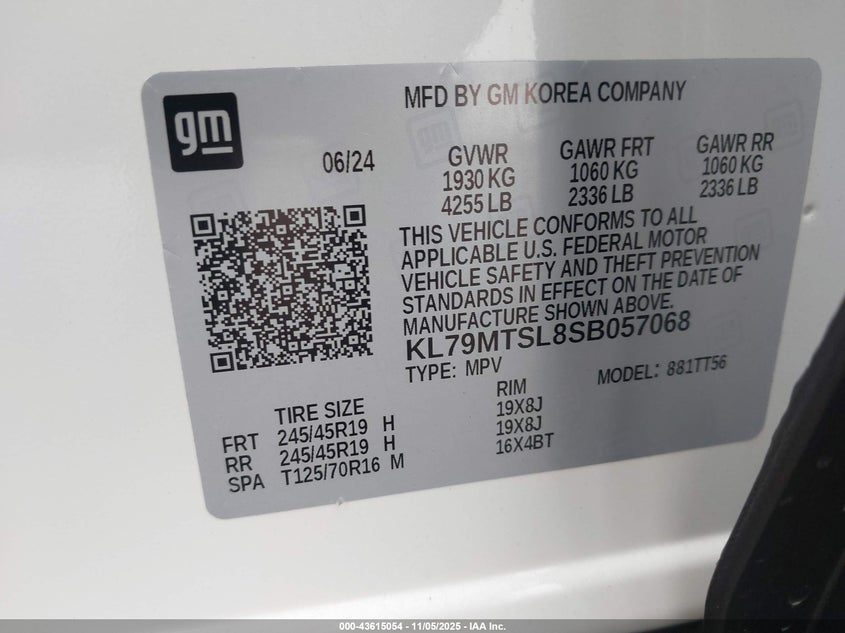 gm
MFD BY GM KOREA COMPANY
06/24
GVWR
1930 KG
4255 LB
GAWR FRT
1060 KG
2336 LB
GAWR RR
1060 KG
2336 LB
THIS VEHICLE CONFORMS TO ALL
APPLICABLE U.S. FEDERAL MOTOR
VEHICLE SAFETY AND THEFT PREVENTION
STANDARDS IN EFFECT ON THE DATE OF
MANUFACTURE SHOWN ABOVE.
KL79MTSL8SB057068
TYPE: MPV
MODEL: 881TT56
TIRE SIZE
RIM
FRT 245/45R19 H 19X8J
RR 245/45R19 H 19X8J
SPA T125/70R16 M 16X4BT
000-43615054 - 11/05/2025 - IAA Inc.